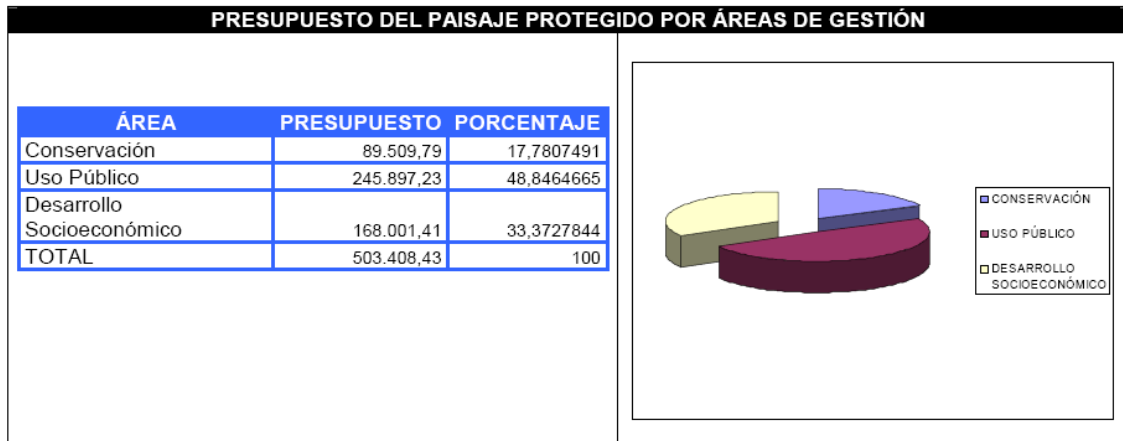 PRESUPUESTO DEL PAISAJE PROTEGIDO POR ÁREAS DE GESTIÓN
ÁREA PRESUPUESTO PORCENTAJE
Conservación 89.509,79 17,7807491
Uso Público 245.897,23 48,8464665
Desarrollo
Socioeconómico 168.001,41 33,3727844
TOTAL 503.408,43 100
CONSERVACIÓN
USO PÚBLICO
DESARROLLO
SOCIOECONÓMICO